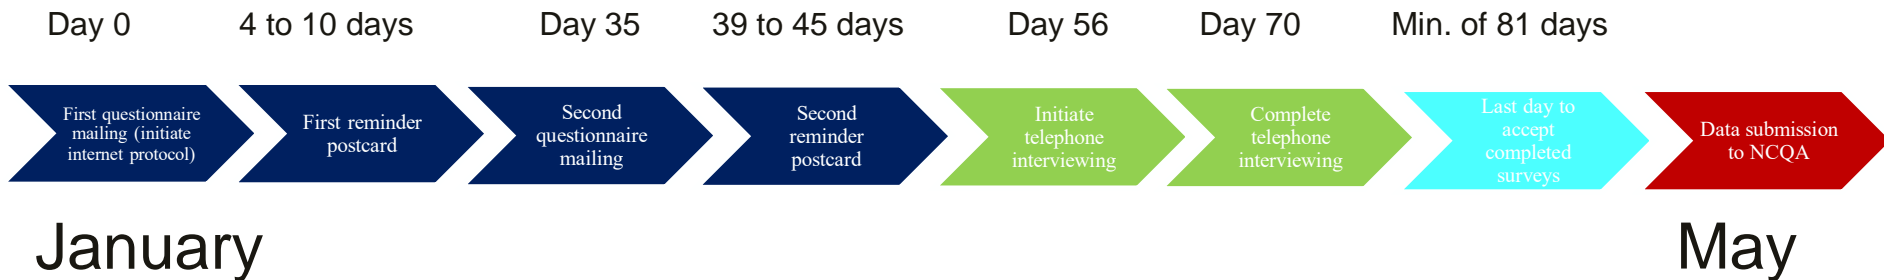 Day 0 4 to 10 days Day 35 39 to 45 days Day 56 Day 70 Min. of 81 days
First questionnaire
mailing (initiate
internet protocol)
First reminder
postcard
Second
questionnaire
mailing
Second
reminder
postcard
Initiate
telephone
interviewing
Complete
telephone
interviewing
Last day to
accept
completed
surveys
Data submission
to NCQA
January May